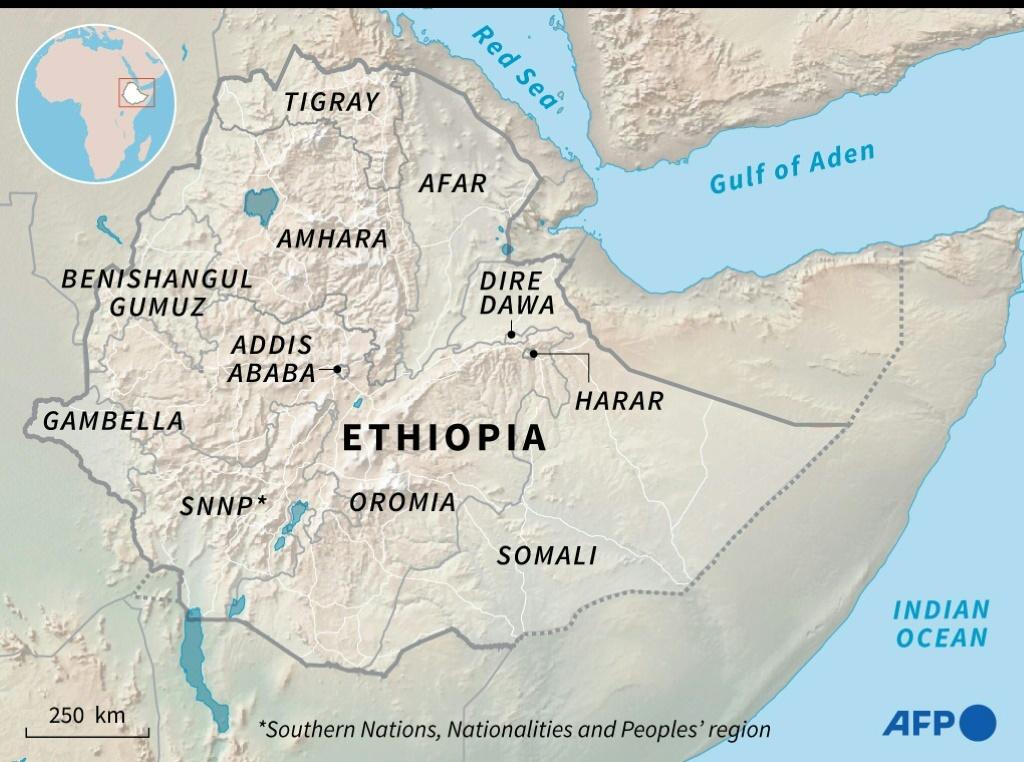 Red Sea
TIGRAY
Gulf of Aden
AFAR
AMHARA
BENISHANGUL
GUMUZ
DIRE
DAWA
ADDIS
ABABA
HARAR
GAMBELLA
ETHIOPIA
SNNP*
OROMIA
SOMALI
INDIAN
OCEAN
250 km
*Southern Nations, Nationalities and Peoples’ region
AFP